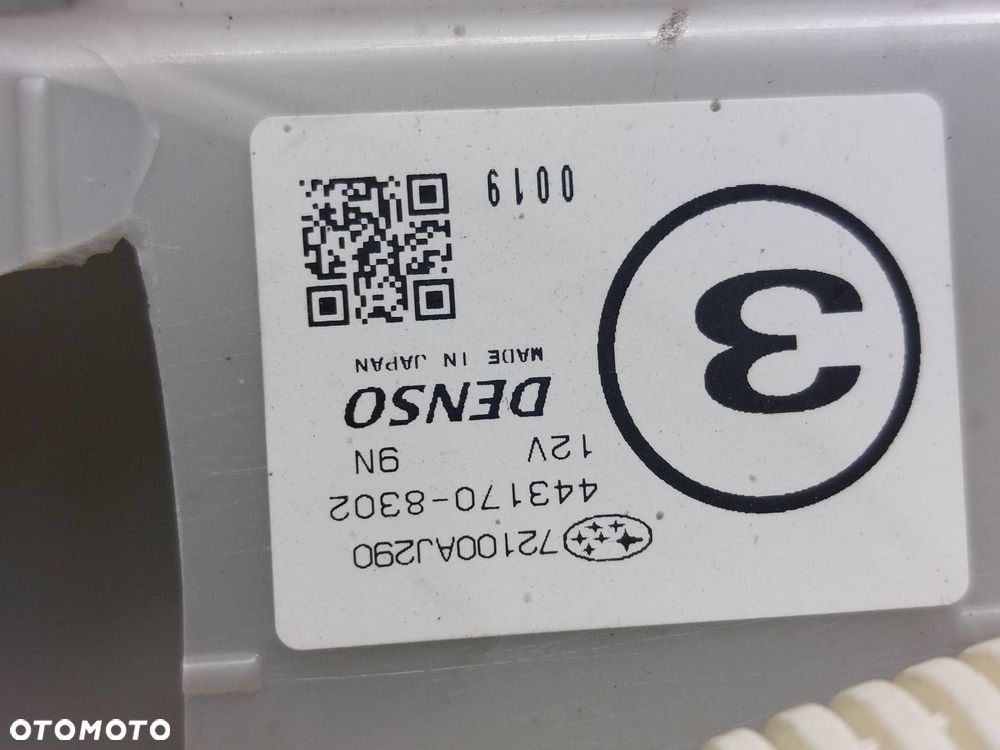 72100AJ290
443170-8302
12V 9N
DENSO
MADE IN JAPAN
0019
3
OTOMOTO